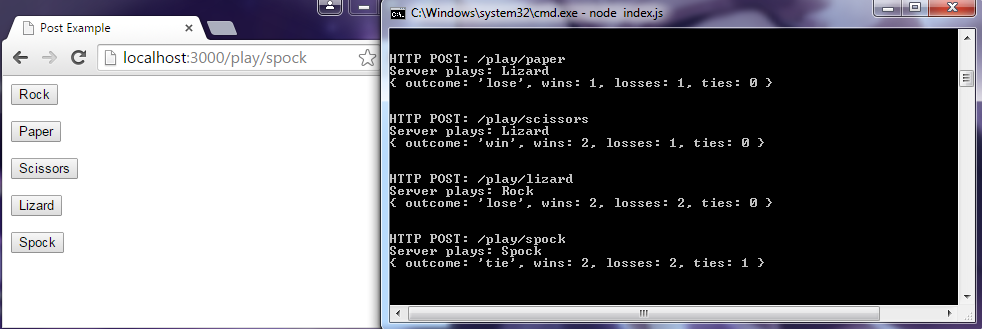 Post Example
localhost:3000/play/spock
Rock
Paper
Scissors
Lizard
Spock
C:\Windows\system32\cmd.exe - node  index.js
HTTP POST: /play/paper
Server plays: Lizard
{ outcome: 'lose', wins: 1, losses: 1, ties: 0 }
HTTP POST: /play/scissors
Server plays: Lizard
{ outcome: 'win', wins: 2, losses: 1, ties: 0 }
HTTP POST: /play/lizard
Server plays: Rock
{ outcome: 'lose', wins: 2, losses: 2, ties: 0 }
HTTP POST: /play/spock
Server plays: Spock
{ outcome: 'tie', wins: 2, losses: 2, ties: 1 }